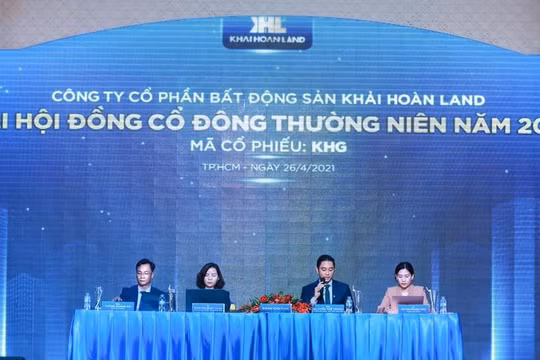 KHL
KHAI HOAN LAND
CÔNG TY CỔ PHẦN BẤT ĐỘNG SẢN KHẢI HOÀN LAND
I HỘI ĐỒNG CỔ ĐÔNG THƯỜNG NIÊN NĂM 20
MÃ CỔ PHIẾU: KHG
TP.HCM - NGÀY 26/4/2021